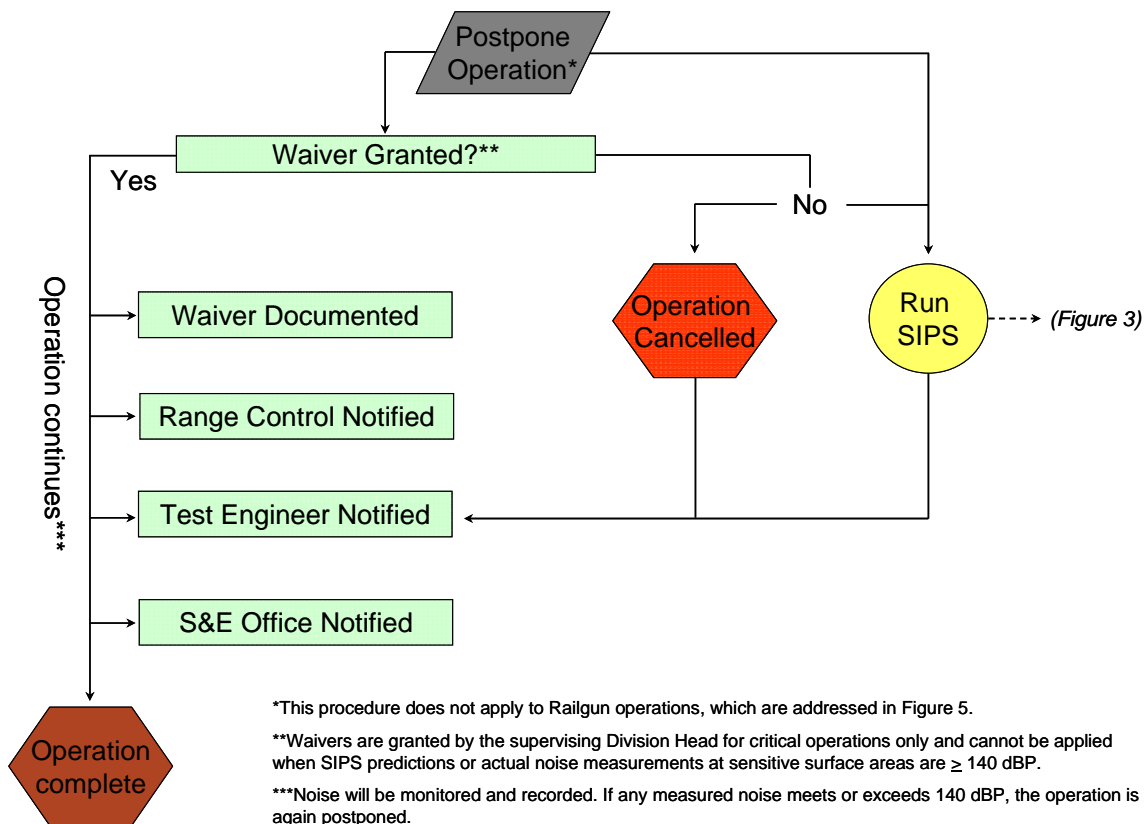 Postpone
Operation*
Waiver Granted?**
Yes
No
Operation continues***
Waiver Documented
Operation
Cancelled
Run
SIPS
(Figure 3)
Range Control Notified
Test Engineer Notified
S&E Office Notified
Operation
complete
*This procedure does not apply to Railgun operations, which are addressed in Figure 5.
**Waivers are granted by the supervising Division Head for critical operations only and cannot be applied
when SIPS predictions or actual noise measurements at sensitive surface areas are ≥ 140 dBP.
***Noise will be monitored and recorded. If any measured noise meets or exceeds 140 dBP, the operation is
again postponed.